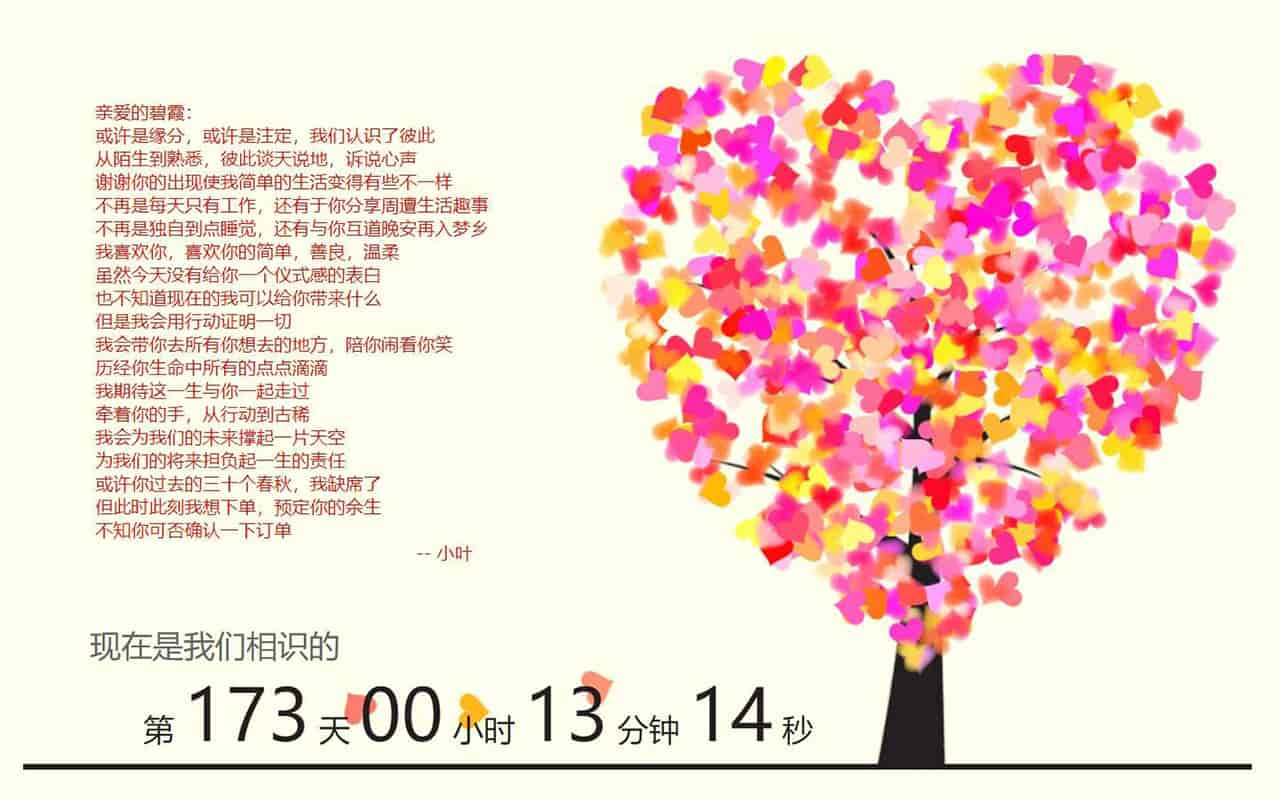 亲爱的碧霞：
或许是缘分，或许是注定，我们认识了彼此
从陌生到熟悉，彼此谈天说地，诉说心声
谢谢你的出现使我简单的生活变得有些不一样
不再是每天只有工作，还有于你分享周遭生活趣事
不再是独自到点睡觉，还有与你互道晚安再入梦乡
我喜欢你，喜欢你的简单，善良，温柔
虽然今天没有给你一个仪式感的表白
也不知道现在的我可以给你带来什么
但是我会用行动证明一切
我会带你去所有你想去的地方，陪你闹看你笑
历经你生命中所有的点点滴滴
我期待这一生与你一起走过
牵着你的手，从行动到古稀
我会为我们的未来撑起一片天空
为我们的将来担负起一生的责任
或许你过去的三十个春秋，我缺席了
但此时此刻我想下单，预定你的余生
不知你可否确认一下订单
-- 小叶
现在是我们相识的
第 173 天 00 小时 13 分钟 14 秒